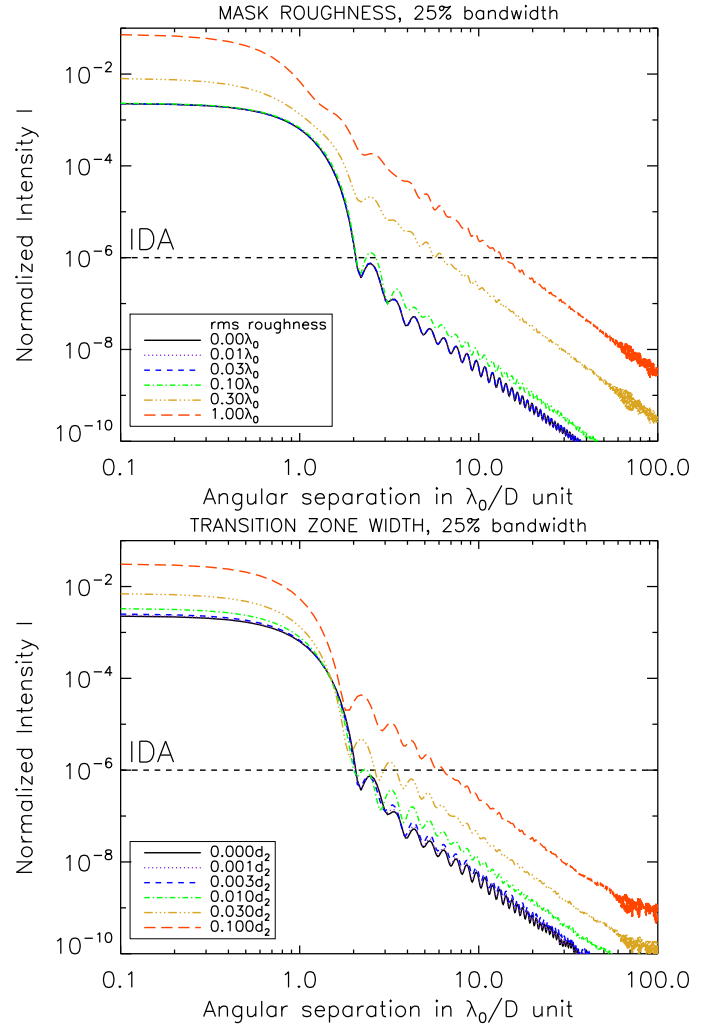 MASK ROUGHNESS, 25% bandwidth
Normalized Intensity I
10⁻²
10⁻⁴
10⁻⁶
10⁻⁸
10⁻¹⁰
IDA
rms roughness
0.00λ₀
0.01λ₀
0.03λ₀
0.10λ₀
0.30λ₀
1.00λ₀
0.1 1.0 10.0 100.0
Angular separation in λ₀/D unit
TRANSITION ZONE WIDTH, 25% bandwidth
Normalized Intensity I
10⁻²
10⁻⁴
10⁻⁶
10⁻⁸
10⁻¹⁰
IDA
0.000d₂
0.001d₂
0.003d₂
0.010d₂
0.030d₂
0.100d₂
0.1 1.0 10.0 100.0
Angular separation in λ₀/D unit